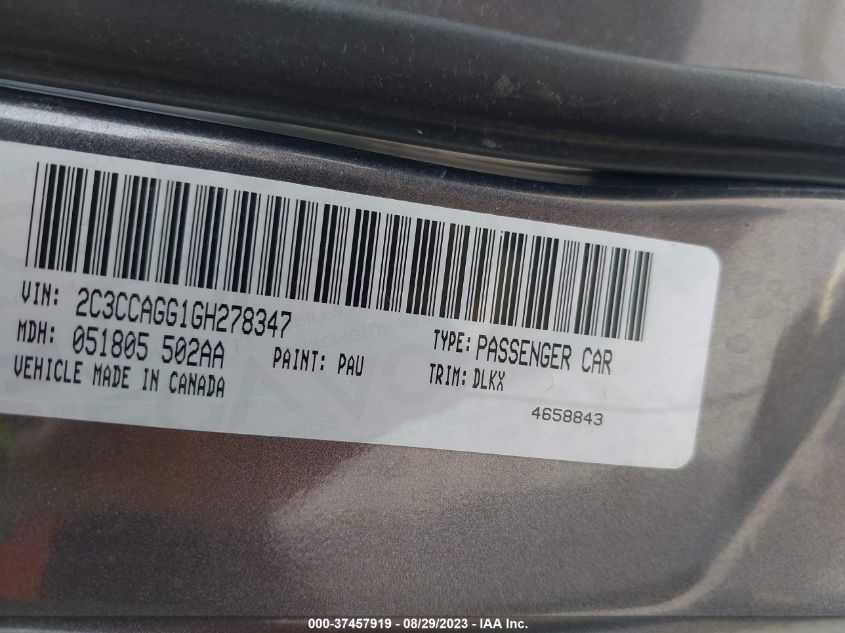 VIN: 2C3CCAGG1GH278347
MDH: 051805 502AA
PAINT: PAU
TYPE: PASSENGER CAR
VEHICLE MADE IN CANADA
TRIM: DLKX
4658843
000-37457919 - 08/29/2023 - IAA Inc.